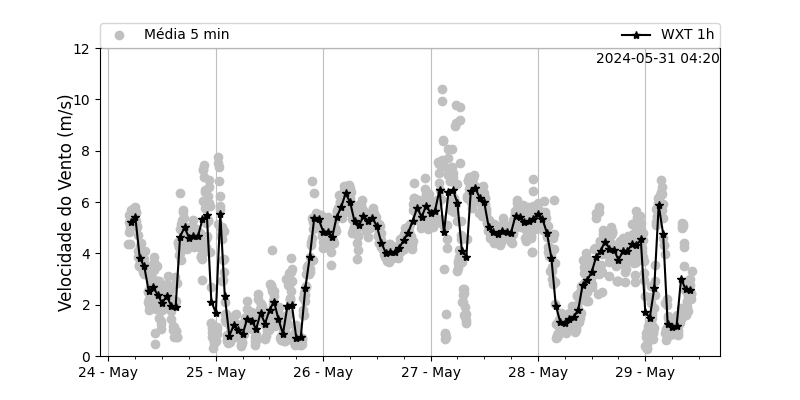 Média 5 min
WXT 1h
2024-05-31 04:20
Velocidade do Vento (m/s)
12
10
8
6
4
2
0
24 - May
25 - May
26 - May
27 - May
28 - May
29 - May